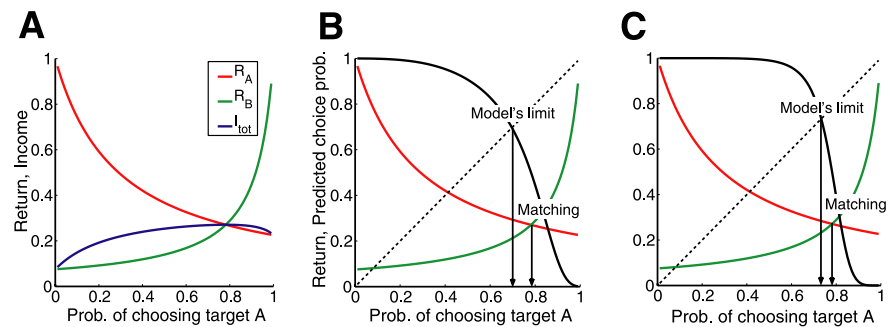 A
Return, Income
1
0.8
0.6
0.4
0.2
0
0
0.2
0.4
0.6
0.8
1
R_A
R_B
I_tot
Prob. of choosing target A
B
Return, Predicted choice prob.
1
0.8
0.6
0.4
0.2
0
Model's limit
Matching
0
0.2
0.4
0.6
0.8
1
Prob. of choosing target A
C
1
0.8
0.6
0.4
0.2
0
Model's limit
Matching
0
0.2
0.4
0.6
0.8
1
Prob. of choosing target A